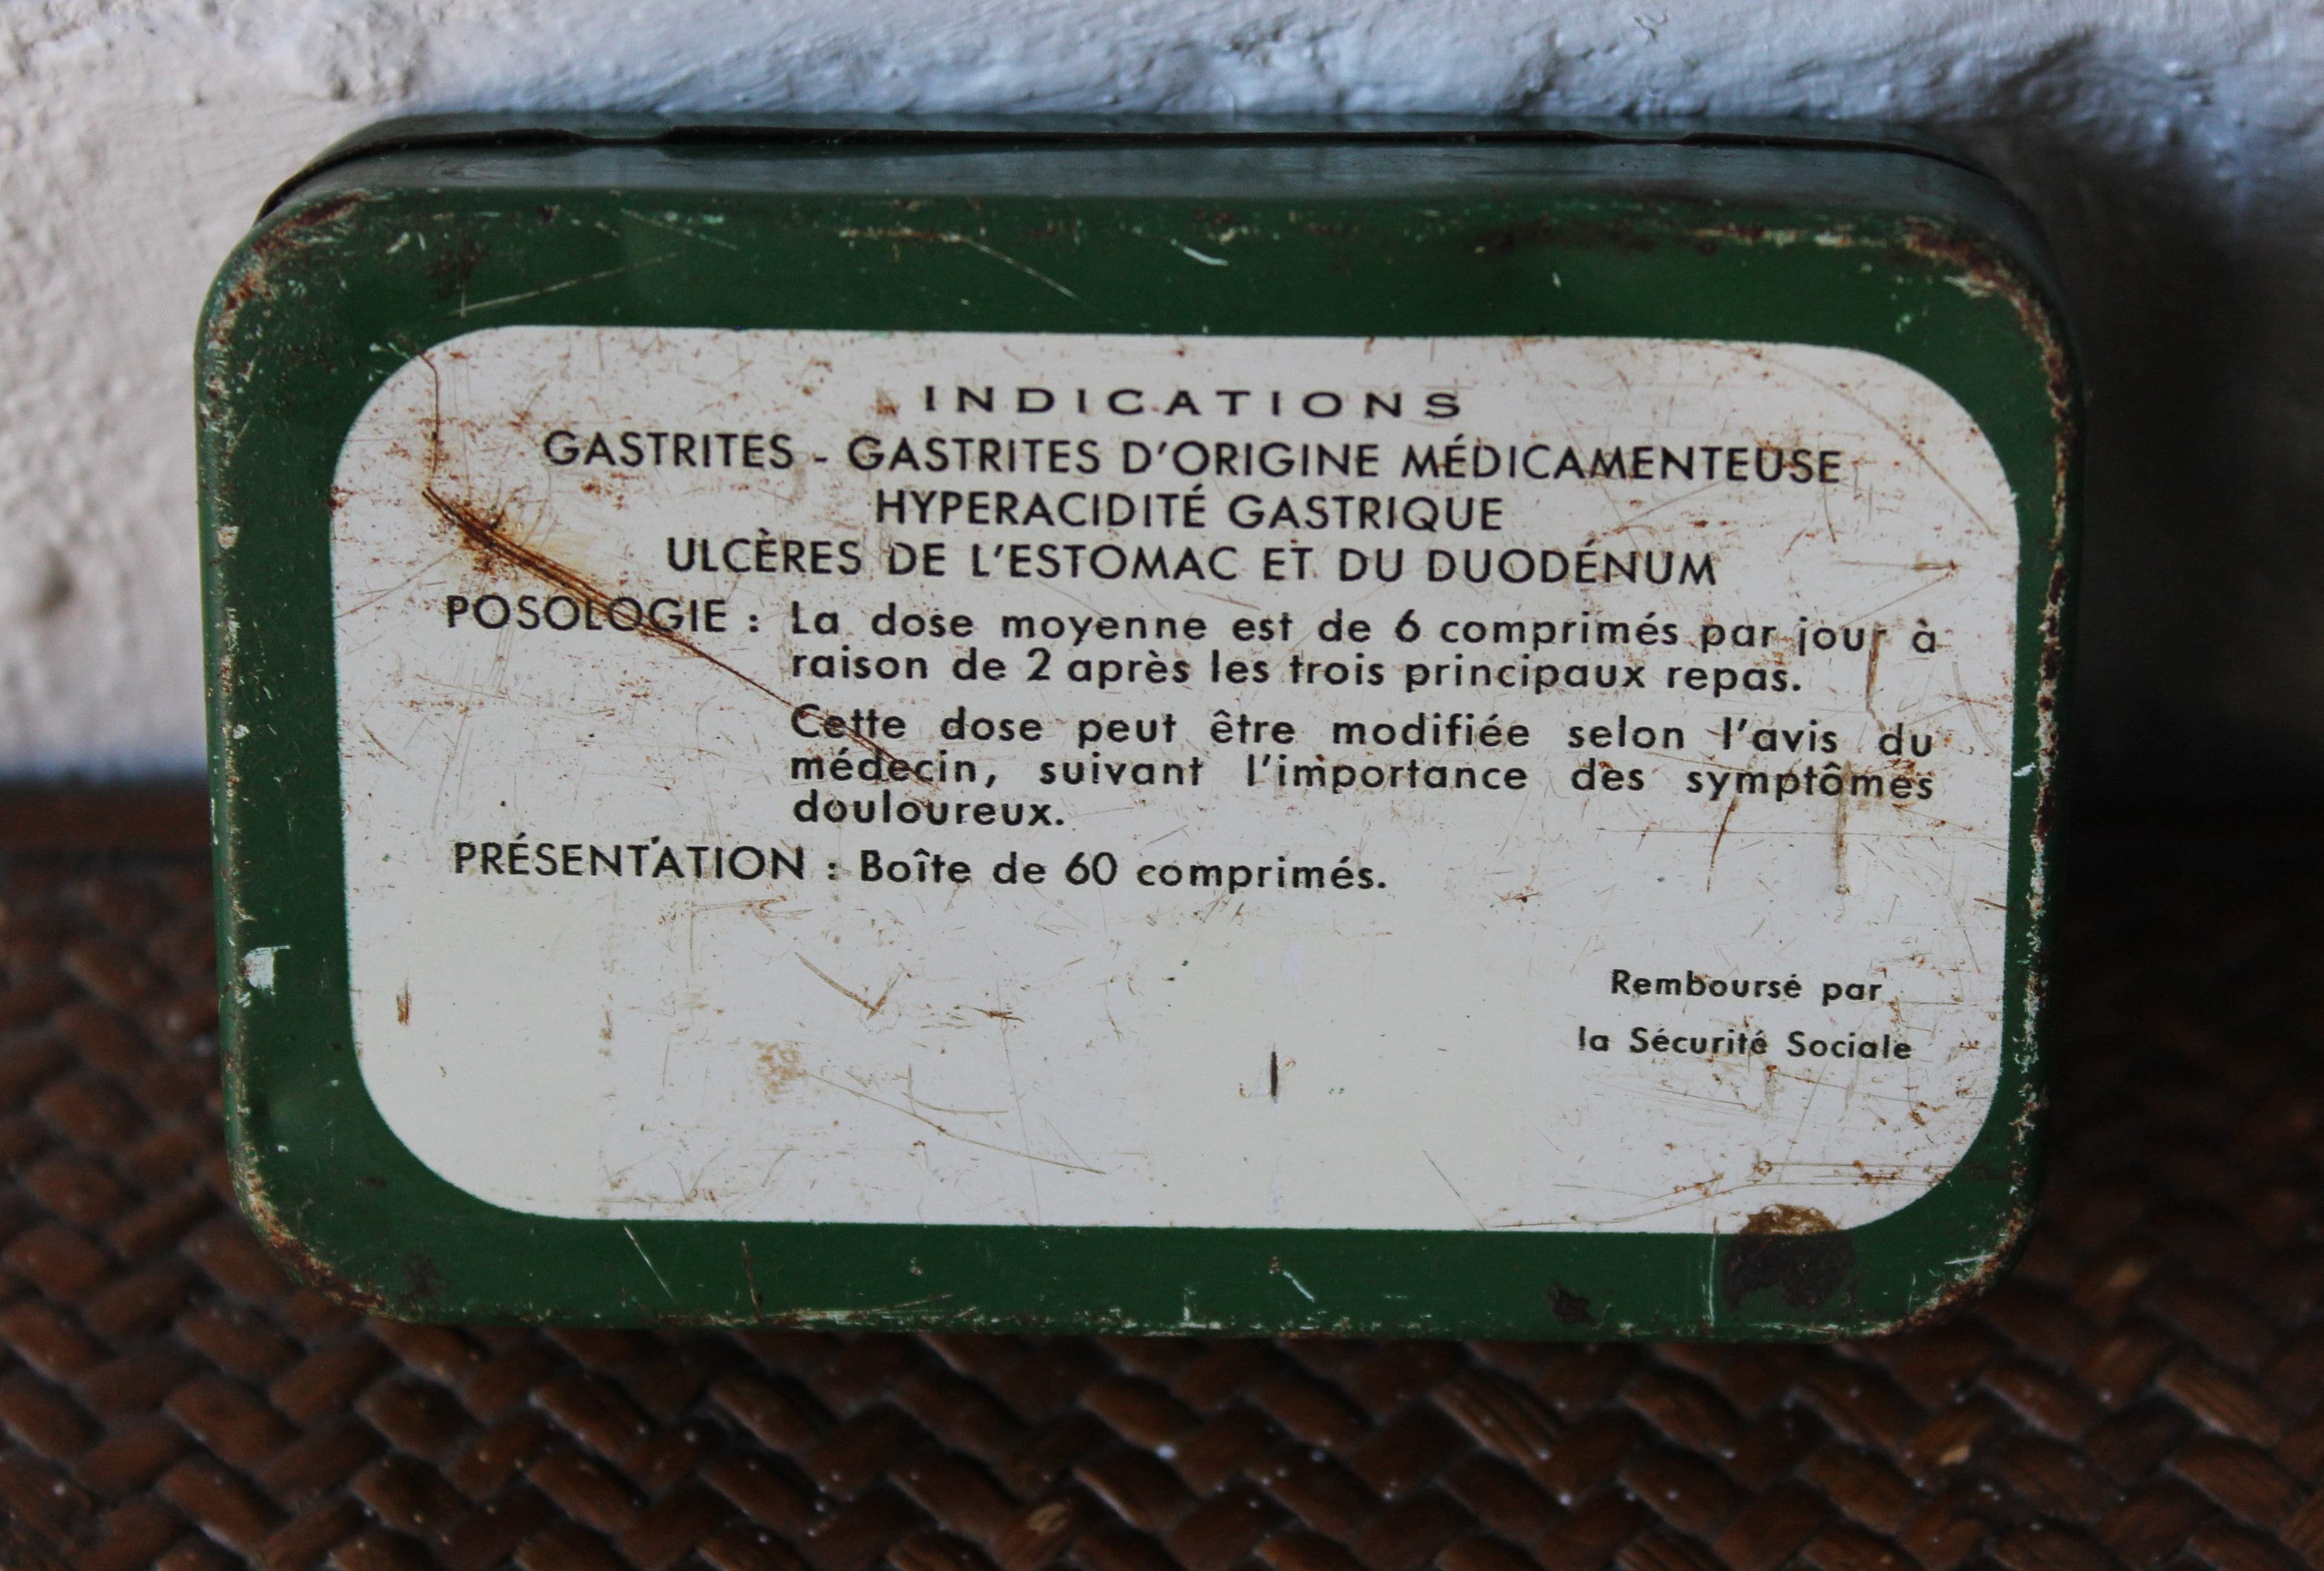 INDICATIONS
GASTRITES - GASTRITES D'ORIGINE MÉDICAMENTEUSE
HYPERACIDITÉ GASTRIQUE
ULCÈRES DE L'ESTOMAC ET DU DUODÉNUM
POSOLOGIE : La dose moyenne est de 6 comprimés par jour à
raison de 2 après les trois principaux repas.
Cette dose peut être modifiée selon l'avis du
médecin, suivant l'importance des symptômes
douloureux.
PRÉSENTATION : Boîte de 60 comprimés.
Remboursé par
la Sécurité Sociale